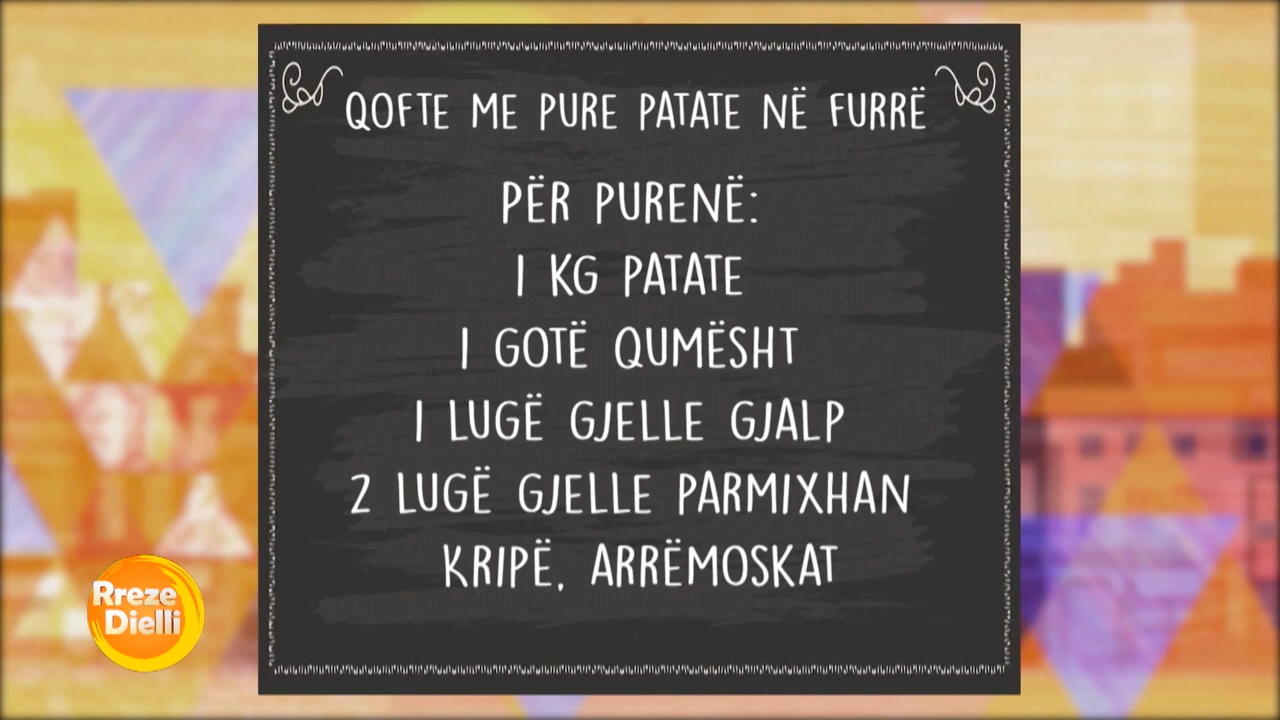 QOFTE ME PURE PATATE NË FURRË
PËR PURENË:
1 KG PATATE
1 GOTË QUMËSHT
1 LUGË GJELLE GJALP
2 LUGË GJELLE PARMIXHAN
KRIPË, ARRËMOSKAT
Rreze
Dielli